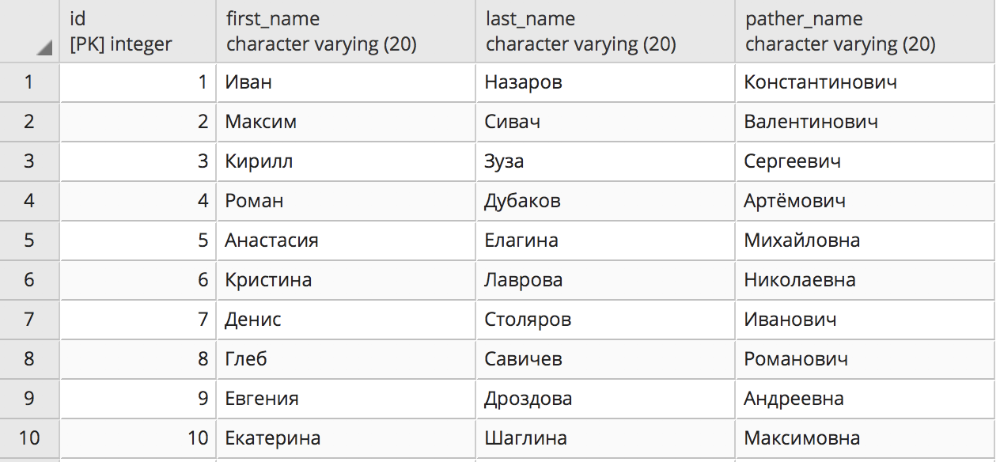 id first_name last_name pather_name
[PK] integer character varying (20) character varying (20) character varying (20)
1 1 Иван Назаров Константинович
2 2 Максим Сивач Валентинович
3 3 Кирилл Зуза Сергеевич
4 4 Роман Дубаков Артёмович
5 5 Анастасия Елагина Михайловна
6 6 Кристина Лаврова Николаевна
7 7 Денис Столяров Иванович
8 8 Глеб Савичев Романович
9 9 Евгения Дроздова Андреевна
10 10 Екатерина Шаглина Максимовна